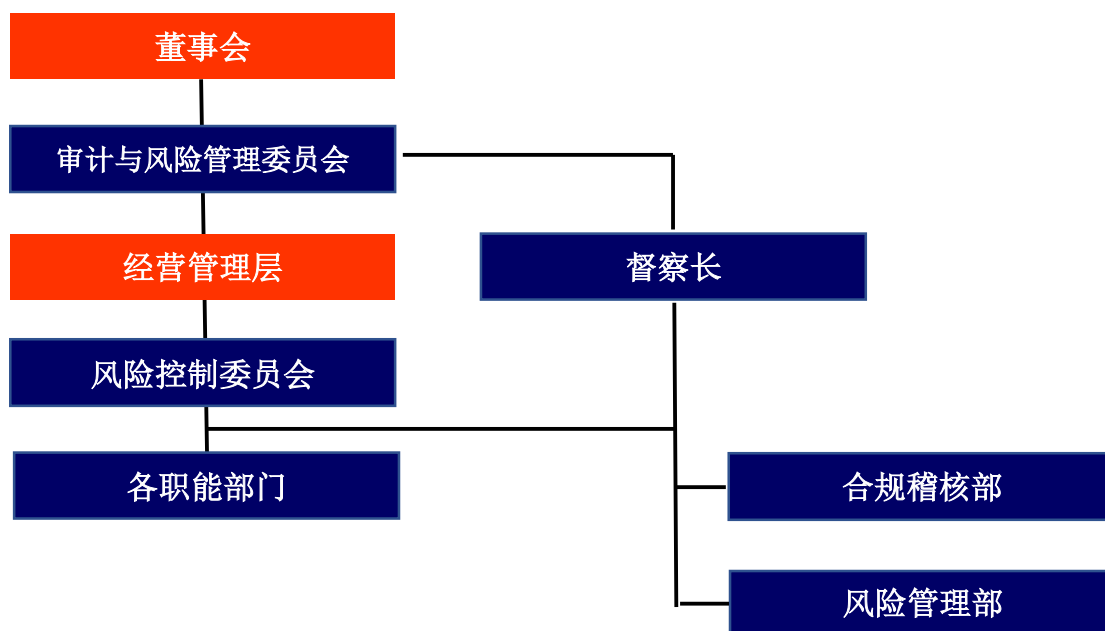 董事会
审计与风险管理委员会
经营管理层
督察长
风险控制委员会
各职能部门
合规稽核部
风险管理部